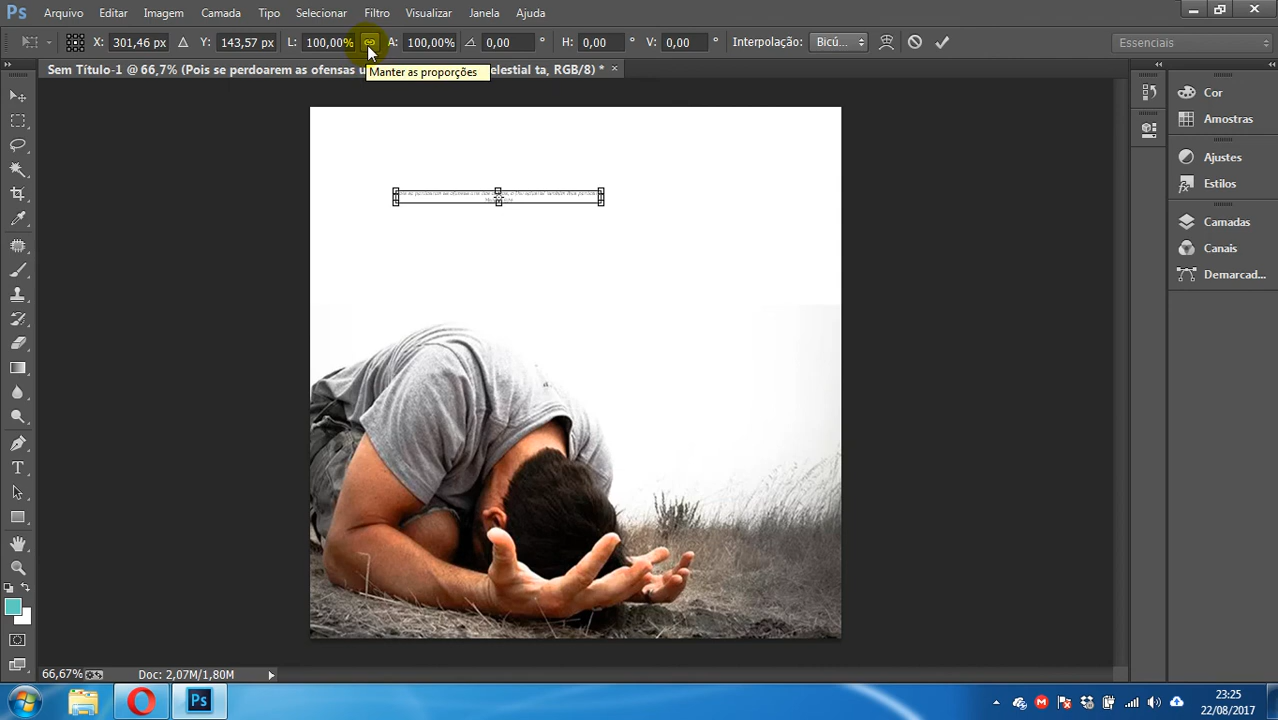 Ps Arquivo Editar Imagem Camada Tipo Selecionar Filtro Visualizar Janela Ajuda
X: 301,46 px Y: 143,57 px L: 100,00% A: 100,00% 0,00 ° H: 0,00 ° V: 0,00 ° Interpolação: Bicú... Essenciais
Sem Título-1 @ 66,7% (Pois se perdoarem as ofensas u elestial ta, RGB/8) * ×
Manter as proporções
Cor
Amostras
Ajustes
Estilos
Camadas
Canais
Demarcad...
66,67% Doc: 2,07M/1,80M
Ps
23:25
22/08/2017